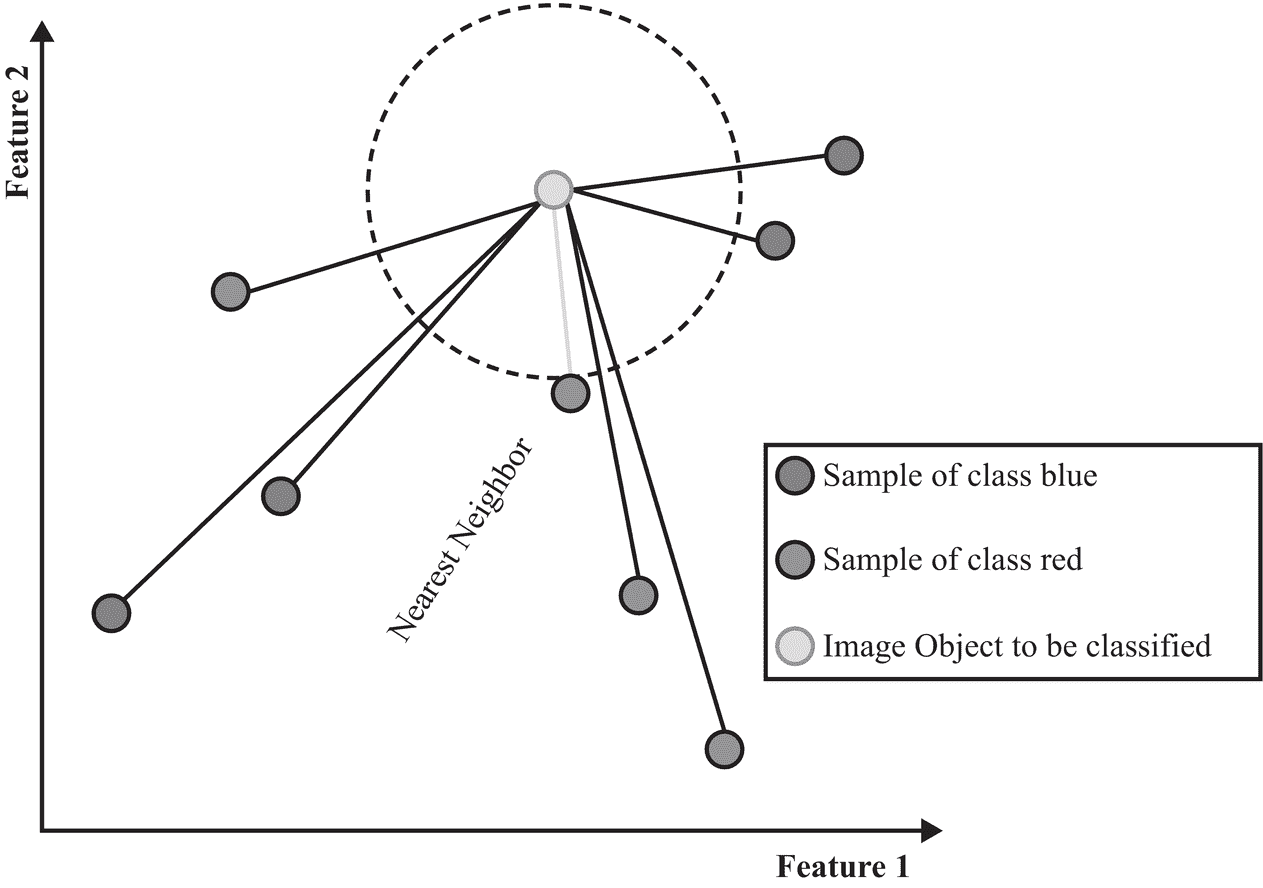 Feature 2
Nearest Neighbor
Sample of class blue
Sample of class red
Image Object to be classified
Feature 1